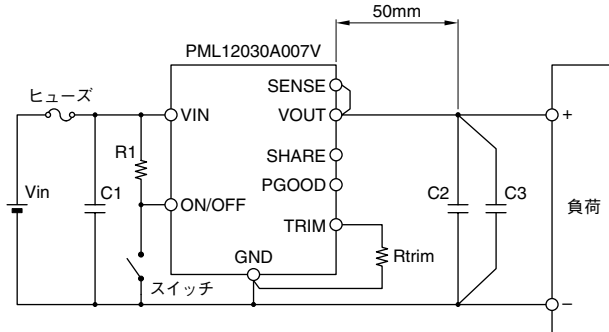 50mm
PML12030A007V
ヒューズ
SENSE
VIN
VOUT
R1
SHARE
Vin
C1
PGOOD
C2
C3
負荷
ON/OFF
TRIM
GND
Rtrim
スイッチ
+
−